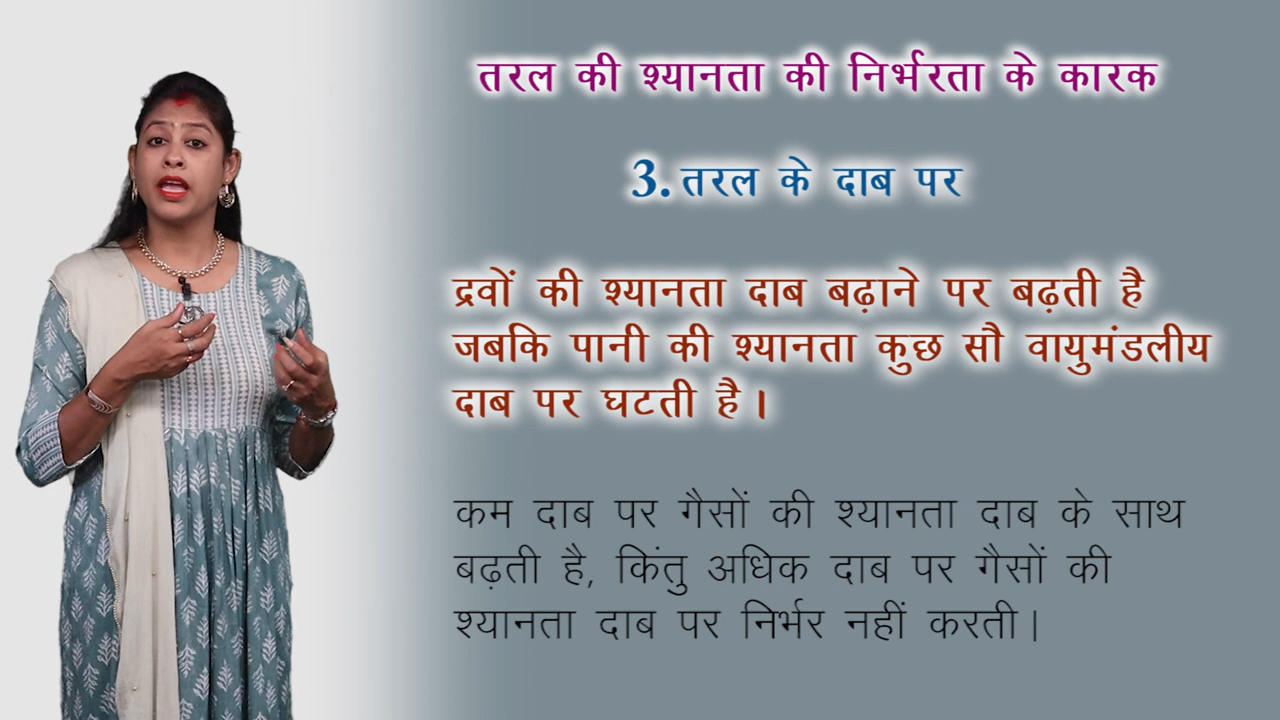 तरल की श्यानता की निर्भरता के कारक
3. तरल के दाब पर
द्रवों की श्यानता दाब बढ़ाने पर बढ़ती है
जबकि पानी की श्यानता कुछ सौ वायुमंडलीय
दाब पर घटती है।
कम दाब पर गैसों की श्यानता दाब के साथ
बढ़ती है, किंतु अधिक दाब पर गैसों की
श्यानता दाब पर निर्भर नहीं करती।